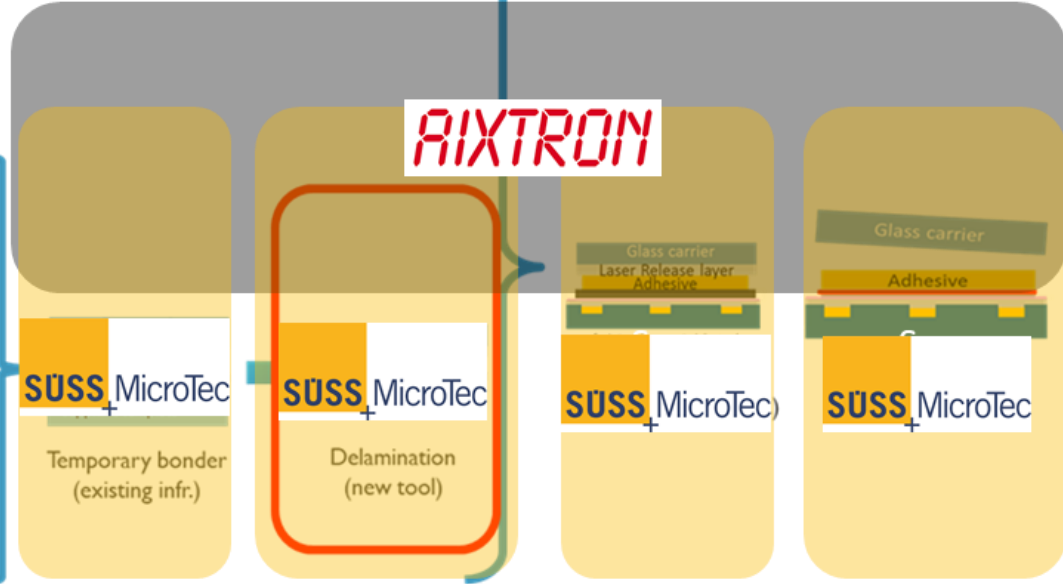 AIXTRON
SÜSS MicroTec
Temporary bonder
(existing infr.)
SÜSS MicroTec
Delamination
(new tool)
Glass carrier
Laser Release layer
Adhesive
SÜSS MicroTec)
Glass carrier
Adhesive
SÜSS MicroTec